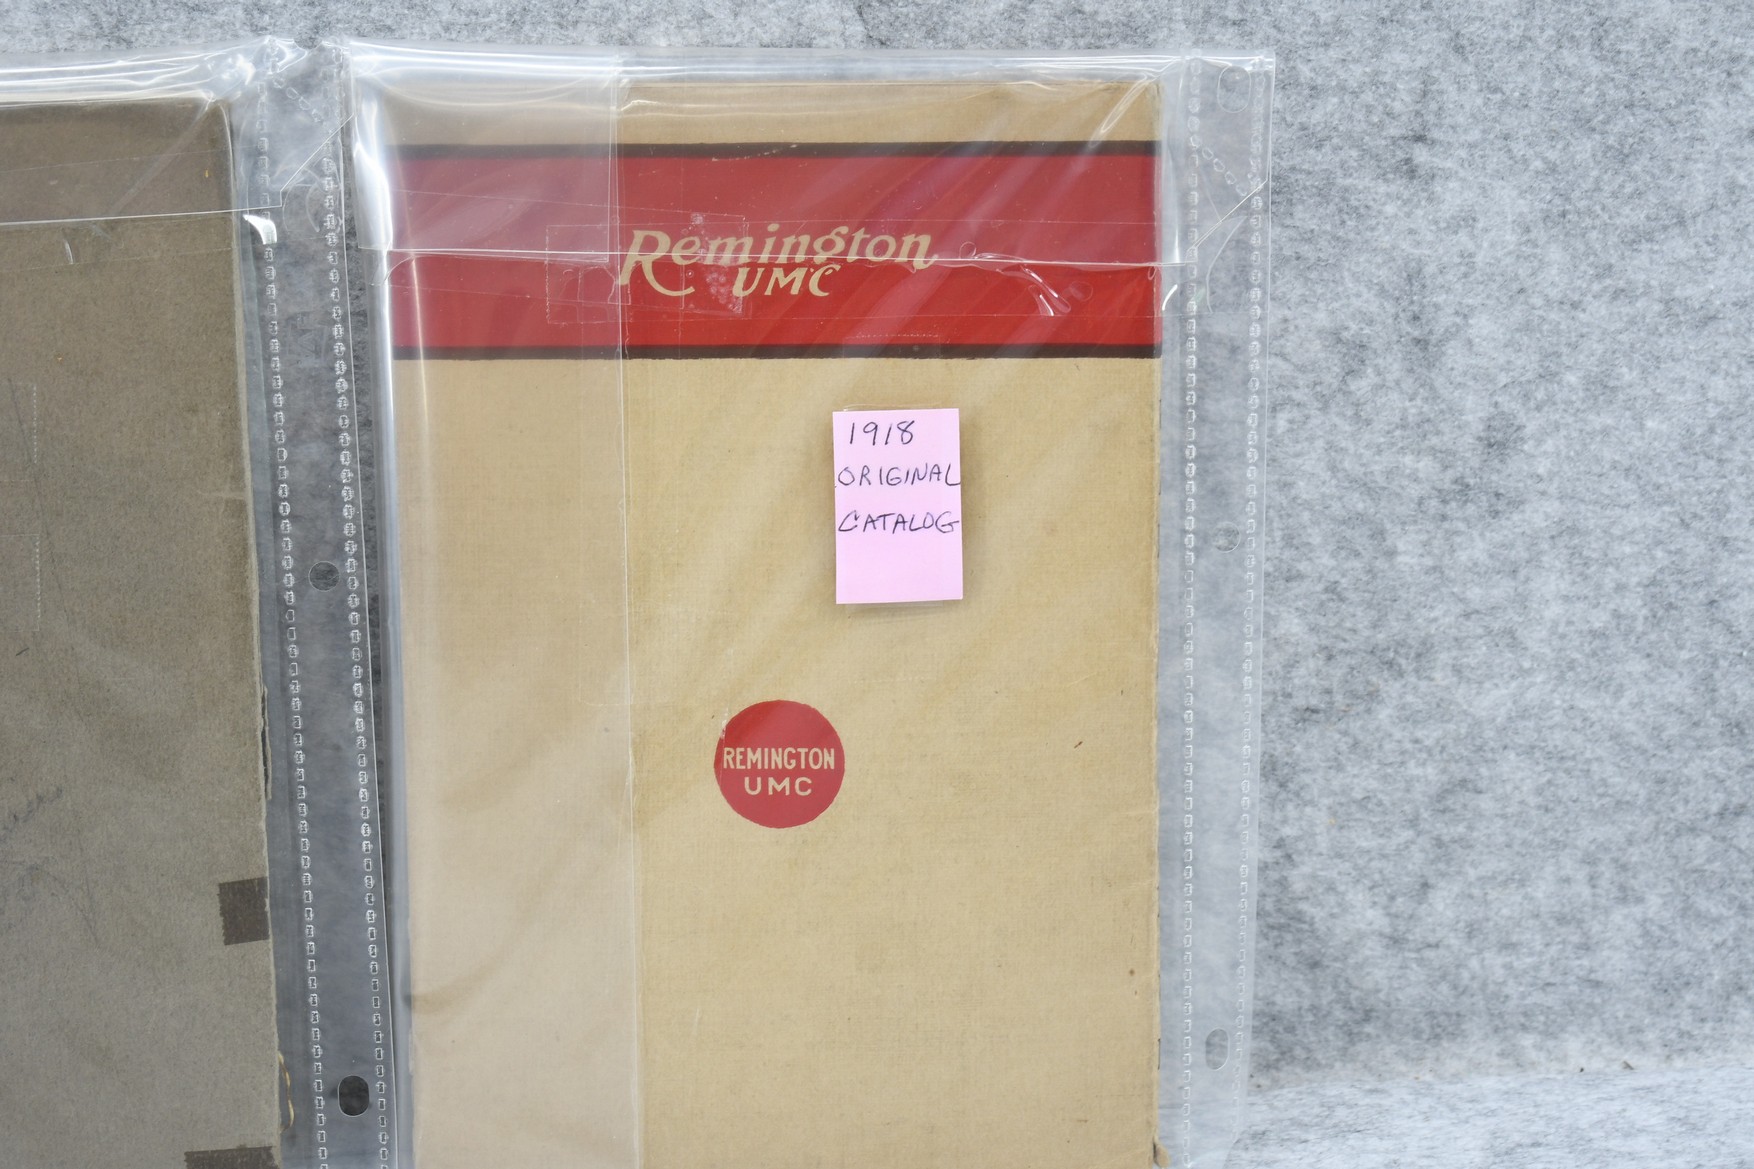 Remington
UMC
1918
ORIGINAL
CATALOG
REMINGTON
UMC